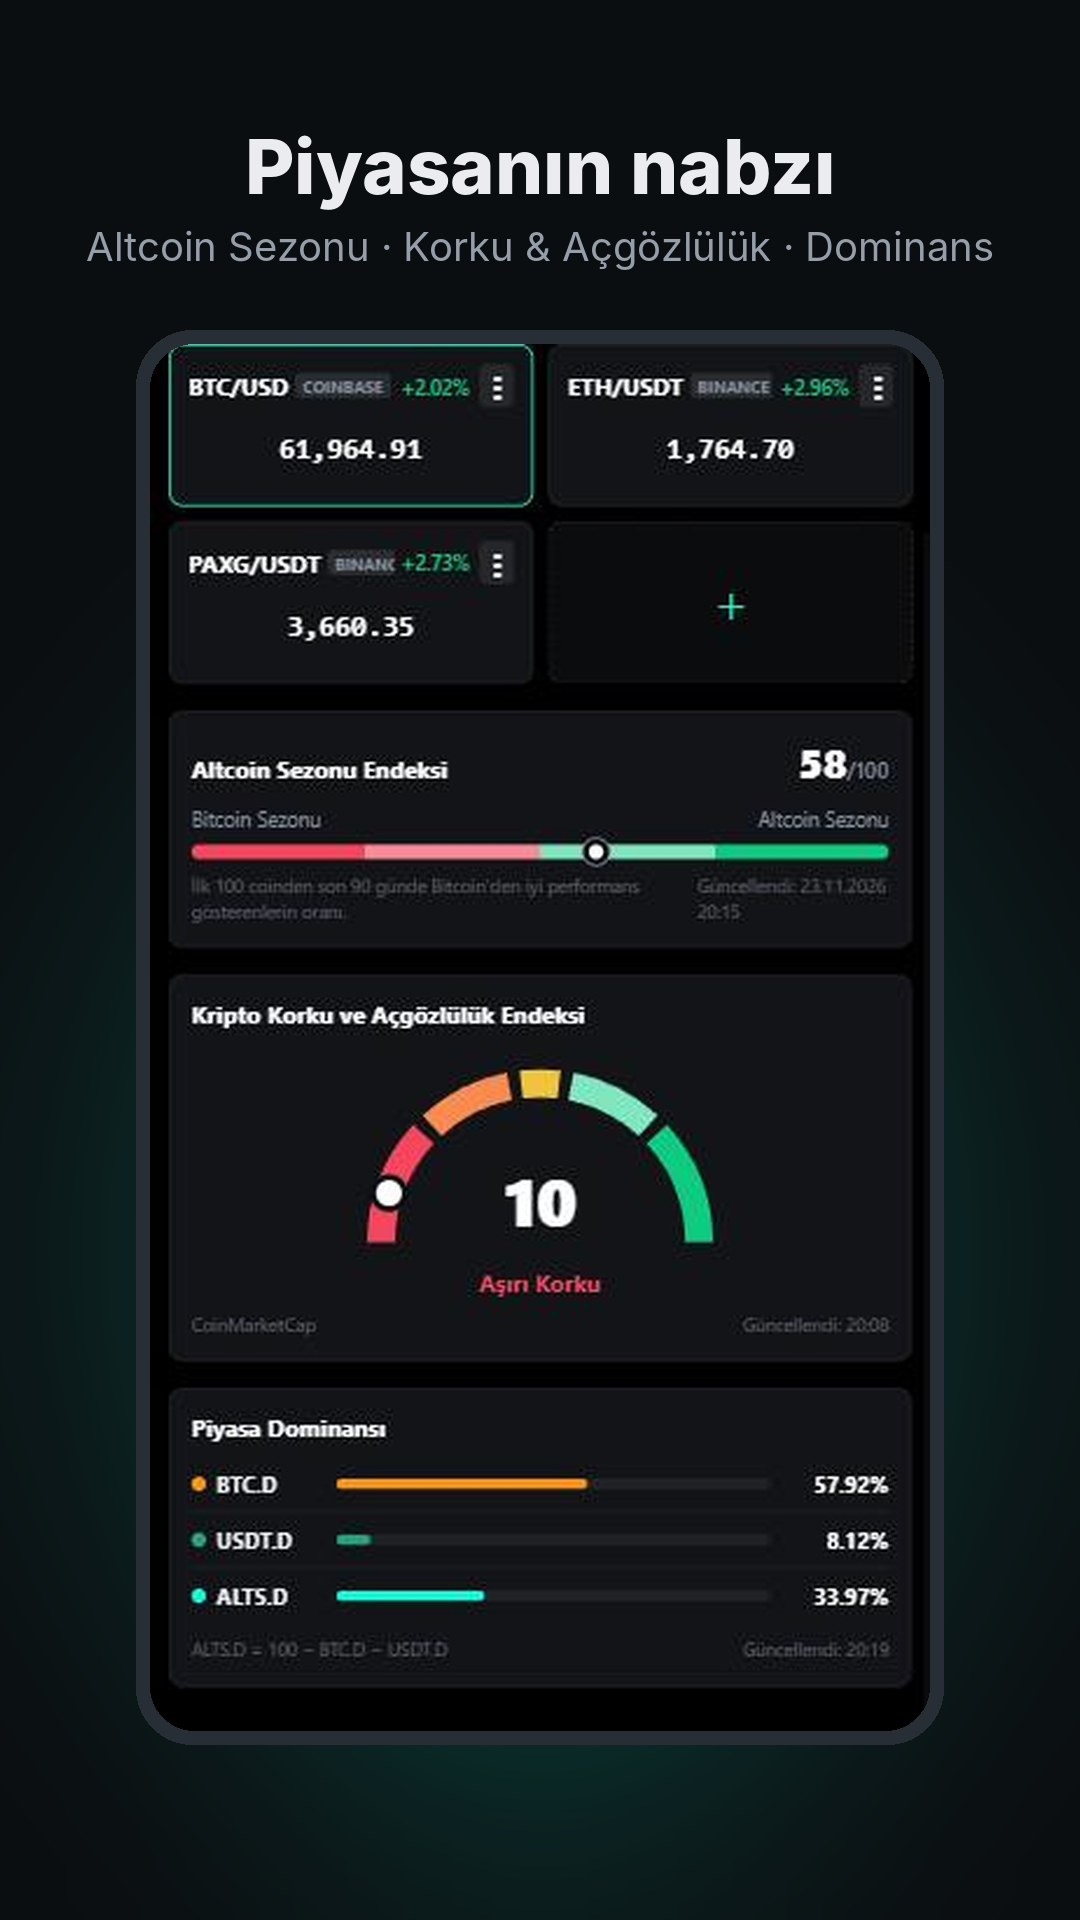 Piyasanın nabzı
Altcoin Sezonu · Korku & Açgözlülük · Dominans
BTC/USD COINBASE +2.02%
61,964.91
ETH/USDT BINANCE +2.96%
1,764.70
PAXG/USDT BINANC +2.73%
3,660.35
+
Altcoin Sezonu Endeksi 58/100
Bitcoin Sezonu Altcoin Sezonu
İlk 100 coinden son 90 günde Bitcoin'den iyi performans
gösterenlerin oranı.
Güncellendi: 23.11.2026
20:15
Kripto Korku ve Açgözlülük Endeksi
10
Aşırı Korku
CoinMarketCap Güncellendi: 20:08
Piyasa Dominansı
BTC.D 57.92%
USDT.D 8.12%
ALTS.D 33.97%
ALTS.D = 100 − BTC.D − USDT.D Güncellendi: 20:19